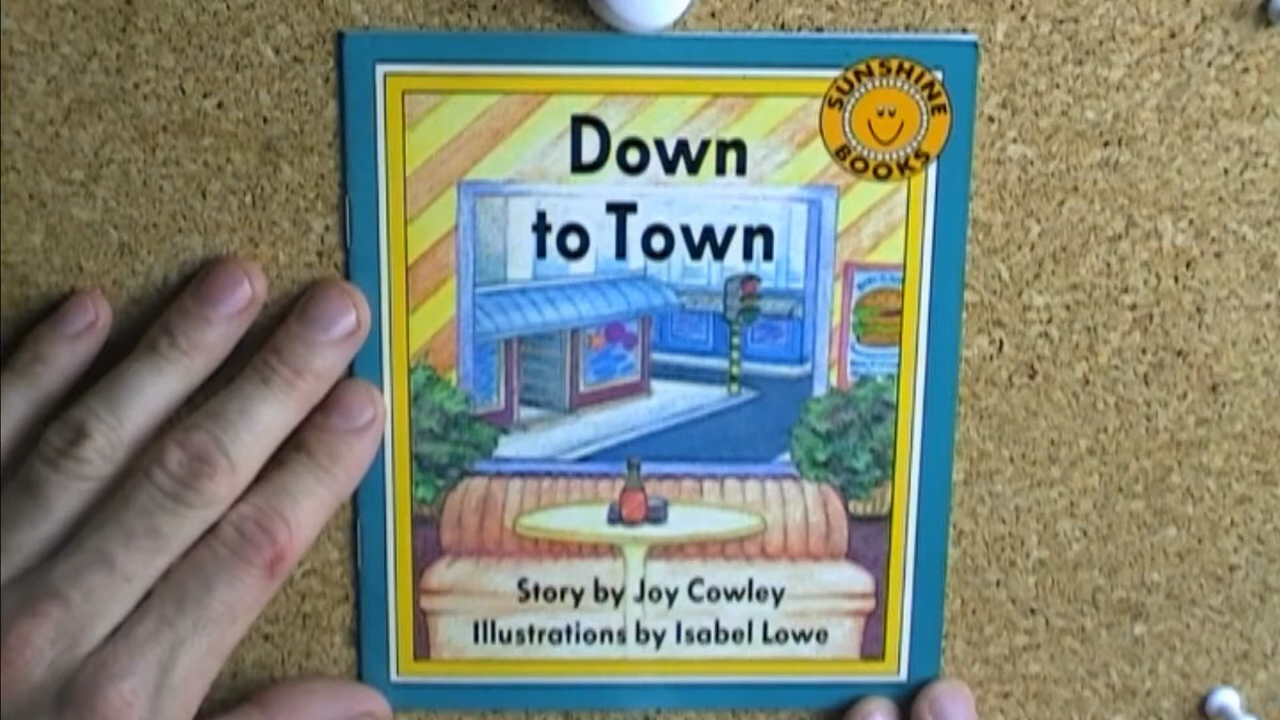 SUNSHINE
BOOKS
Down
to Town
Story by Joy Cowley
Illustrations by Isabel Lowe